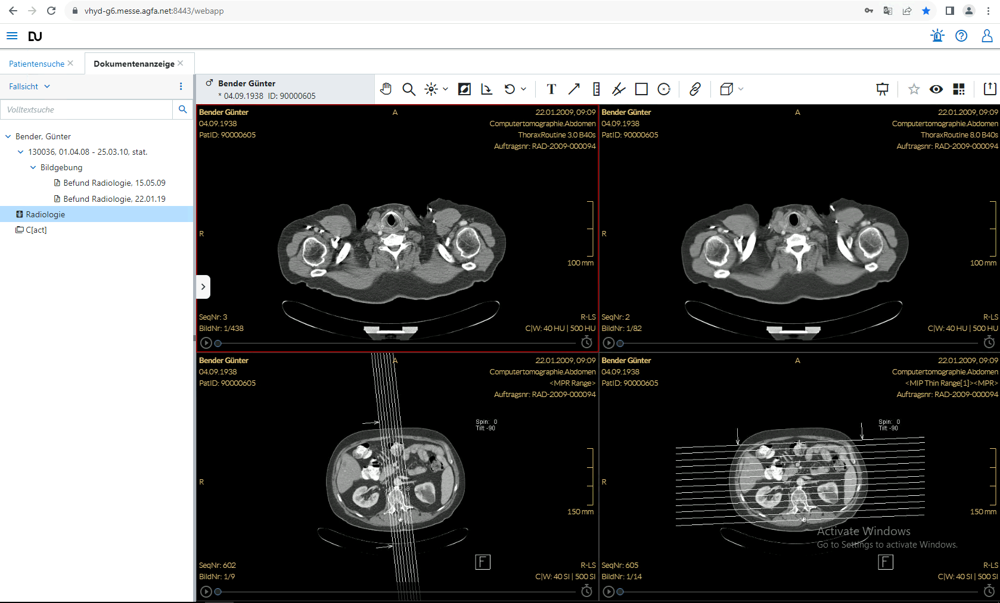 vhyd-g6.messe.agfa.net:8443/webapp
DU
Patientensuche
Dokumentenanzeige
Fallsicht
Volltextsuche
Bender, Günter
130036, 01.04.08 - 25.03.10, stat.
Bildgebung
Befund Radiologie, 15.05.09
Befund Radiologie, 22.01.19
Radiologie
C[act]
Bender Günter
* 04.09.1938 ID: 90000605
T
Bender Günter
04.09.1938
PatID: 90000605
A
22.01.2009, 09:09
Computertomographie.Abdomen
ThoraxRoutine 3.0 B40s
Auftragsnr: RAD-2009-000094
R
100 mm
SeqNr: 3
BildNr: 1/438
R-LS
C|W: 40 HU | 500 HU
Bender Günter
04.09.1938
PatID: 90000605
A
22.01.2009, 09:09
Computertomographie.Abdomen
ThoraxRoutine 8.0 B40s
Auftragsnr: RAD-2009-000094
R
100 mm
SeqNr: 2
BildNr: 1/82
R-LS
C|W: 40 HU | 500 HU
Bender Günter
04.09.1938
PatID: 90000605
A
22.01.2009, 09:09
Computertomographie.Abdomen
<MPR Range>
Auftragsnr: RAD-2009-000094
Spin: 0
Tilt: -90
R
150 mm
F
SeqNr: 602
BildNr: 1/9
R-LS
C|W: 40 SI | 500 SI
Bender Günter
04.09.1938
PatID: 90000605
A
22.01.2009, 09:09
Computertomographie.Abdomen
<MIP Thin Range[1]><MPR>
Auftragsnr: RAD-2009-000094
Spin: 0
Tilt: -90
R
150 mm
Activate Windows
Go to Settings to activate Windows.
F
SeqNr: 605
BildNr: 1/14
R-LS
C|W: 40 SI | 500 SI